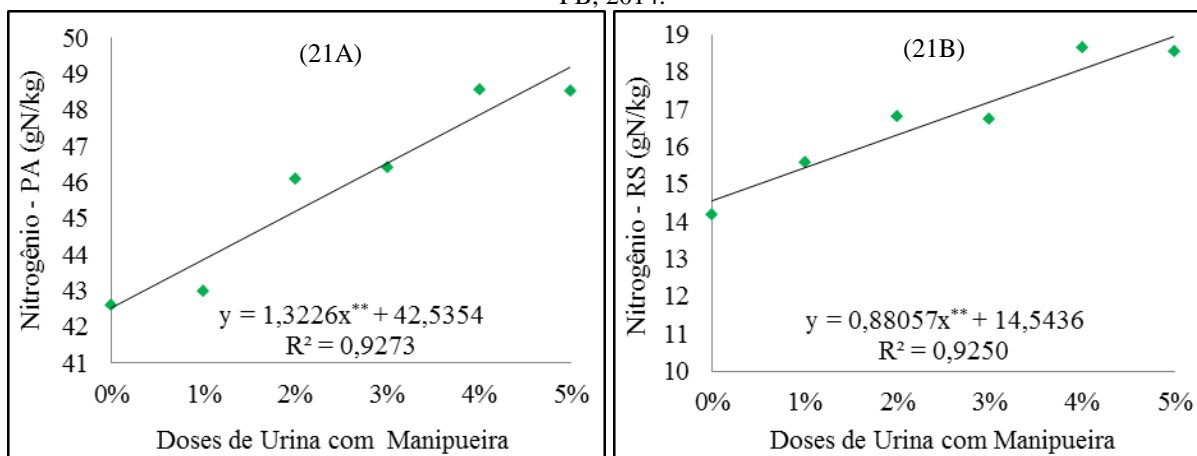 PB, 2014.
(21A)
Nitrogênio - PA (gN/kg)
50
49
48
47
46
45
44
43
42
41
y = 1,3226x** + 42,5354
R² = 0,9273
0% 1% 2% 3% 4% 5%
Doses de Urina com Manipueira
(21B)
Nitrogênio - RS (gN/kg)
19
18
17
16
15
14
13
12
11
10
y = 0,88057x** + 14,5436
R² = 0,9250
0% 1% 2% 3% 4% 5%
Doses de Urina com Manipueira